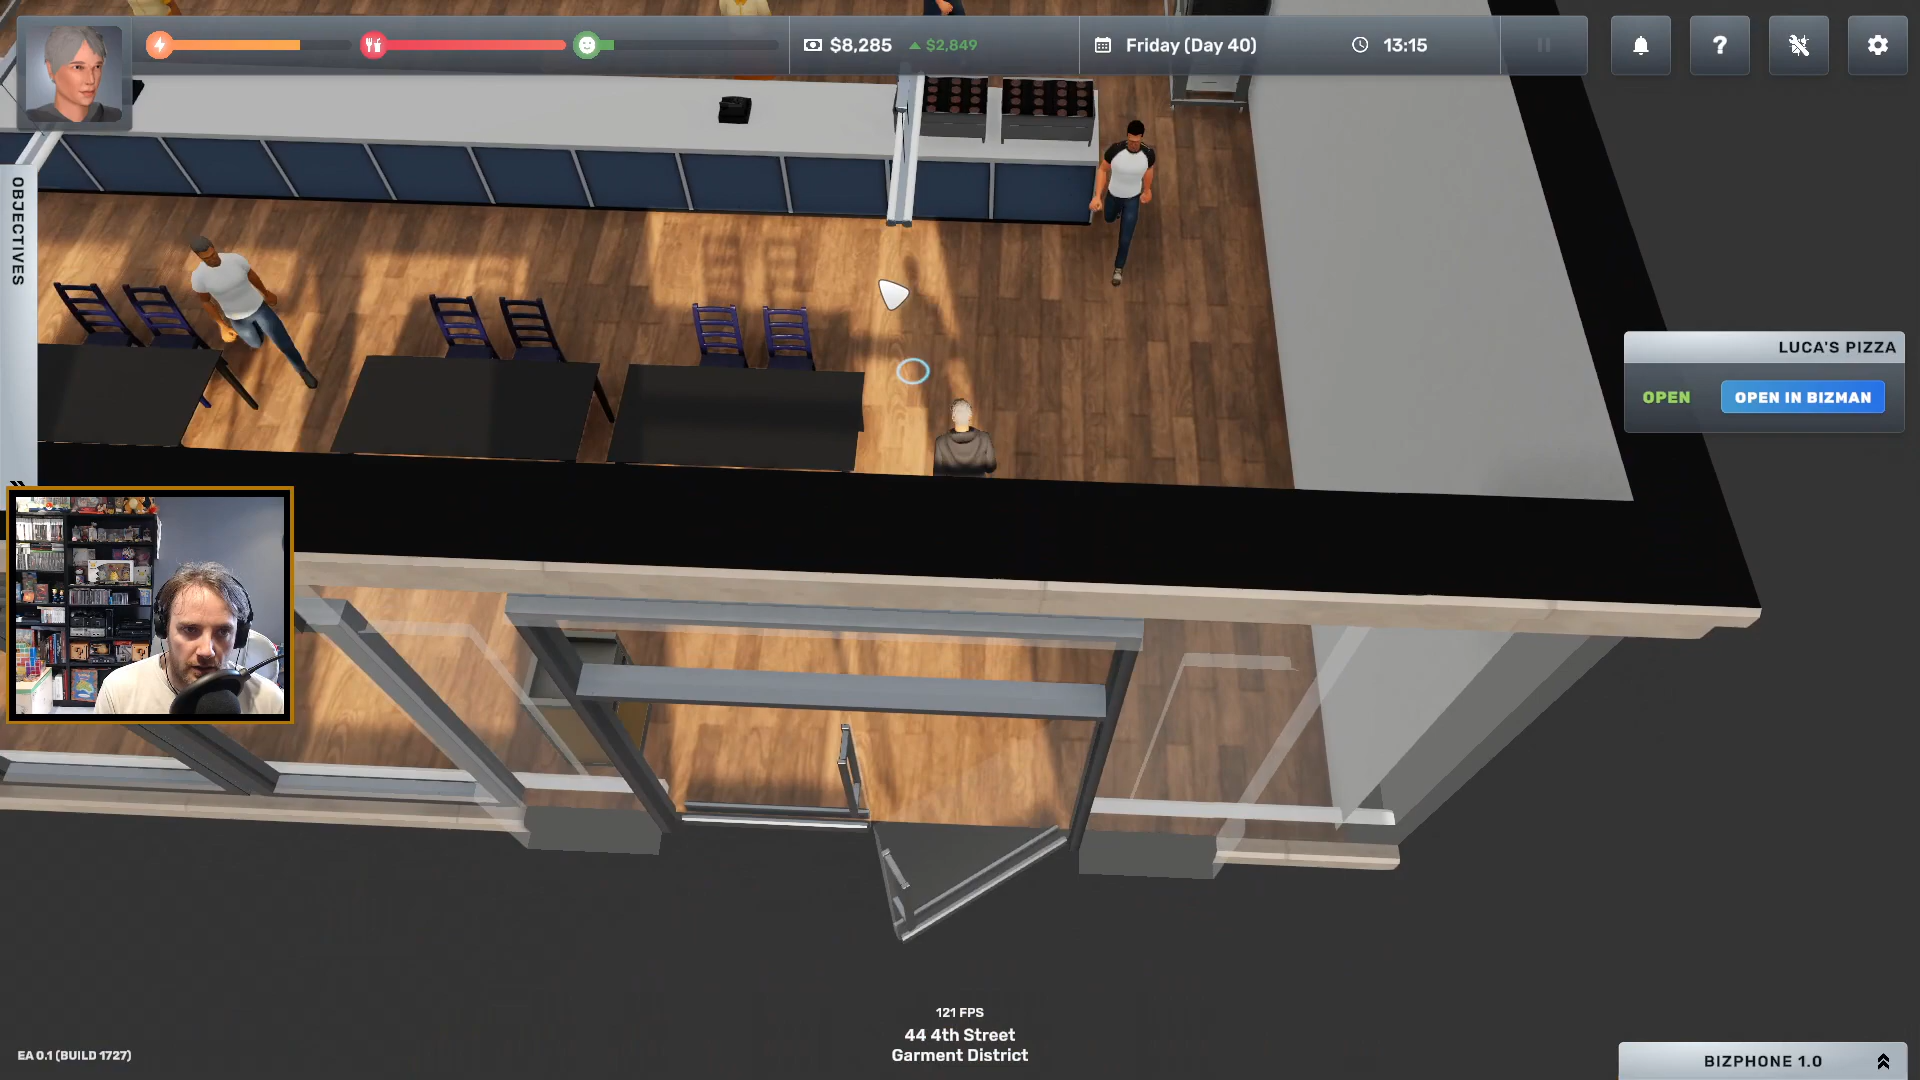 $8,285
$2,849
Friday (Day 40)
13:15
?
OBJECTIVES
LUCA'S PIZZA
OPEN
OPEN IN BIZMAN
121 FPS
44 4th Street
Garment District
EA 0.1 (BUILD 1727)
BIZPHONE 1.0